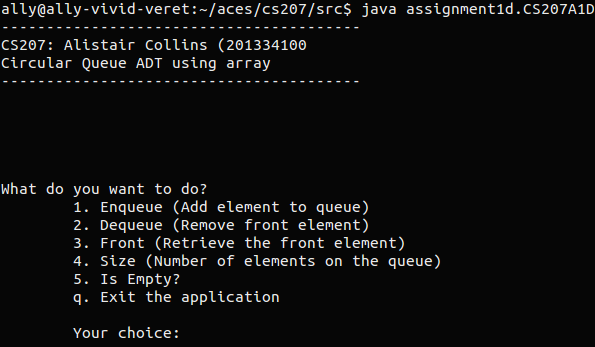 ally@ally-vivid-veret:~/aces/cs207/src$ java assignment1d.CS207A1D
----------------------------------------
CS207: Alistair Collins (201334100
Circular Queue ADT using array
----------------------------------------
What do you want to do?
1. Enqueue (Add element to queue)
2. Dequeue (Remove front element)
3. Front (Retrieve the front element)
4. Size (Number of elements on the queue)
5. Is Empty?
q. Exit the application
Your choice: